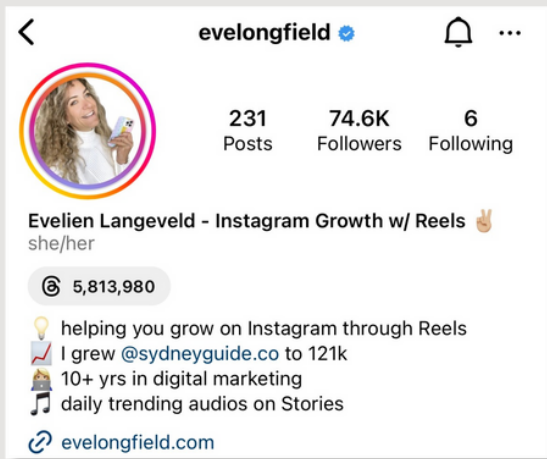 evelongfield
231 74.6K 6
Posts Followers Following
Evelien Langeveld - Instagram Growth w/ Reels ✌🏼
she/her
5,813,980
💡 helping you grow on Instagram through Reels
📈 I grew @sydneyguide.co to 121k
👩🏼‍💻 10+ yrs in digital marketing
🎵 daily trending audios on Stories
evelongfield.com